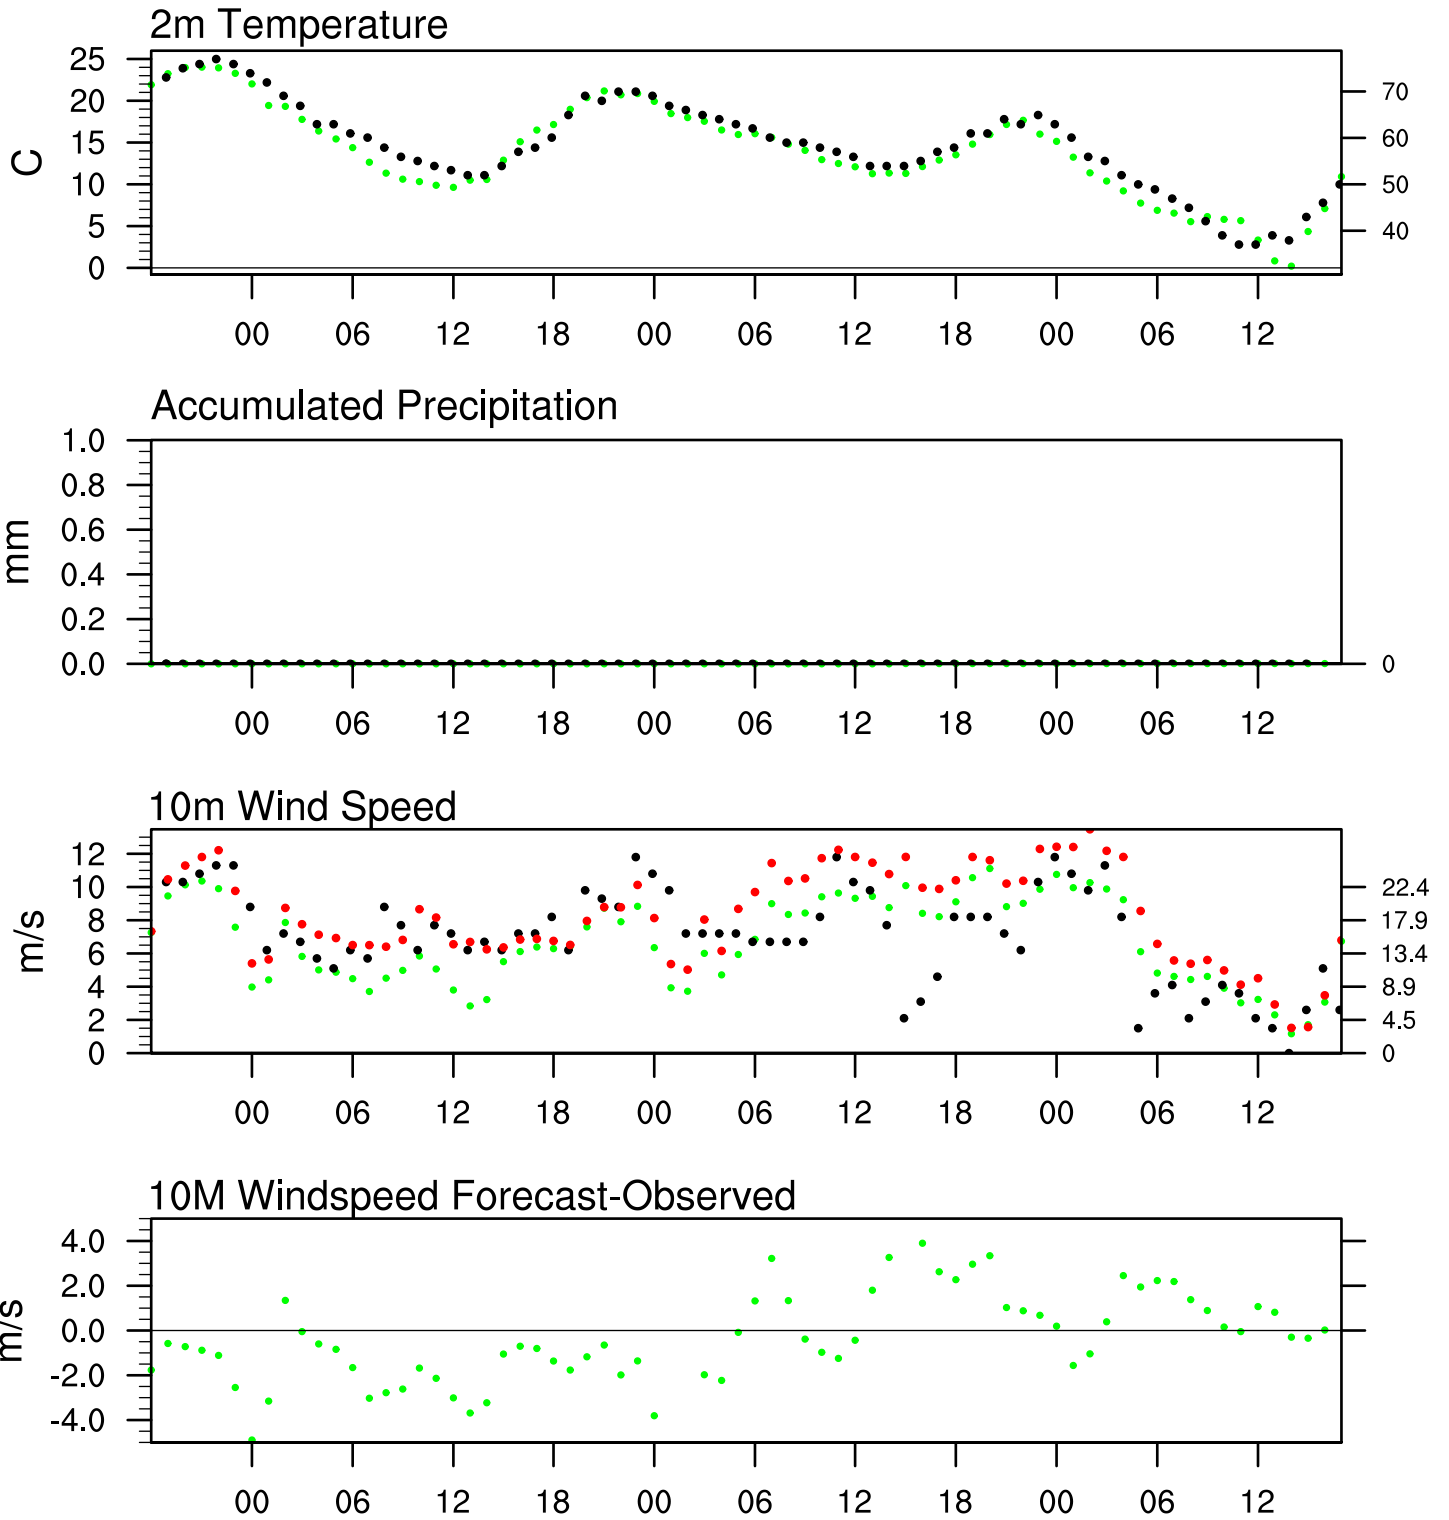 2m Temperature
25
20
15
10
5
0
C
70
60
50
40
00 06 12 18 00 06 12 18 00 06 12
Accumulated Precipitation
1.0
0.8
0.6
0.4
0.2
0.0
mm
0
00 06 12 18 00 06 12 18 00 06 12
10m Wind Speed
12
10
8
6
4
2
0
m/s
22.4
17.9
13.4
8.9
4.5
0
00 06 12 18 00 06 12 18 00 06 12
10M Windspeed Forecast-Observed
4.0
2.0
0.0
-2.0
-4.0
m/s
00 06 12 18 00 06 12 18 00 06 12